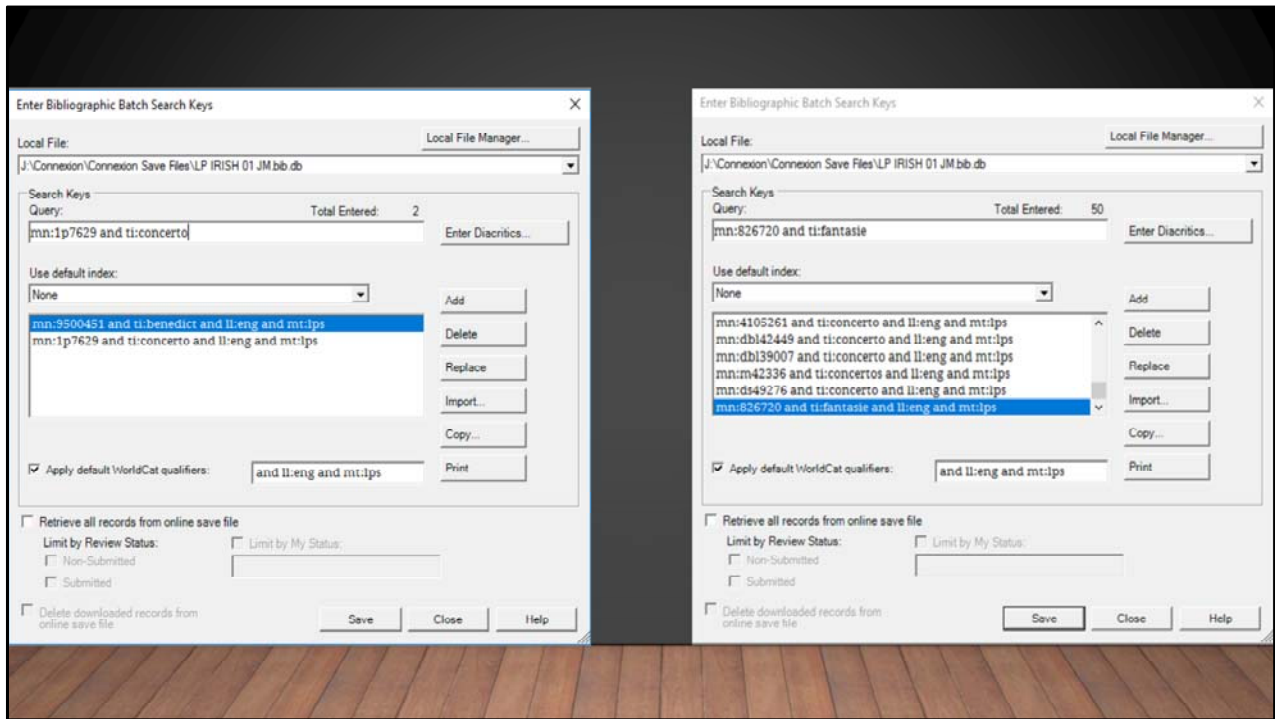 Enter Bibliographic Batch Search Keys
Local File:
Local File Manager...
J:\Connexion\Connexion Save Files\LP IRISH 01 JM.bib.db
Search Keys
Query:
Total Entered: 2
mn:1p7629 and ti:concerto
Enter Diacritics...
Use default index:
None
Add
mn:9500451 and ti:benedict and ll:eng and mt:lps
mn:1p7629 and ti:concerto and ll:eng and mt:lps
Delete
Replace
Import...
Copy...
Apply default WorldCat qualifiers:
and ll:eng and mt:lps
Print
Retrieve all records from online save file
Limit by Review Status:
Limit by My Status:
Non-Submitted
Submitted
Delete downloaded records from
online save file
Save
Close
Help
Enter Bibliographic Batch Search Keys
Local File:
Local File Manager...
J:\Connexion\Connexion Save Files\LP IRISH 01 JM.bib.db
Search Keys
Query:
Total Entered: 50
mn:826720 and ti:fantasie
Enter Diacritics...
Use default index:
None
Add
mn:4105261 and ti:concerto and ll:eng and mt:lps
mn:dbl42449 and ti:concerto and ll:eng and mt:lps
mn:dbl39007 and ti:concerto and ll:eng and mt:lps
mn:m42336 and ti:concertos and ll:eng and mt:lps
mn:ds49276 and ti:concerto and ll:eng and mt:lps
mn:826720 and ti:fantasie and ll:eng and mt:lps
Delete
Replace
Import...
Copy...
Apply default WorldCat qualifiers:
and ll:eng and mt:lps
Print
Retrieve all records from online save file
Limit by Review Status:
Limit by My Status:
Non-Submitted
Submitted
Delete downloaded records from
online save file
Save
Close
Help